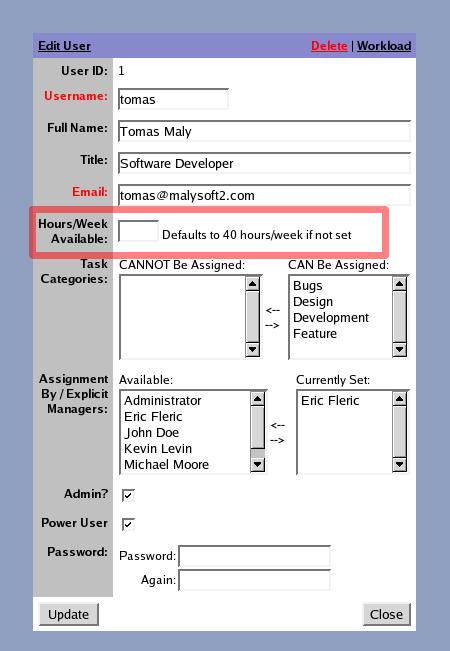 Edit User Delete | Workload
User ID: 1
Username: tomas
Full Name: Tomas Maly
Title: Software Developer
Email: tomas@malysoft2.com
Hours/Week
Available: Defaults to 40 hours/week if not set
Task
Categories:
CANNOT Be Assigned: CAN Be Assigned:
Bugs
Design
Development
Feature
<--
-->
Assignment
By / Explicit
Managers:
Available: Currently Set:
Administrator
Eric Fleric
John Doe
Kevin Levin
Michael Moore
<--
-->
Eric Fleric
Admin?
Power User
Password: Password:
Again:
Update Close